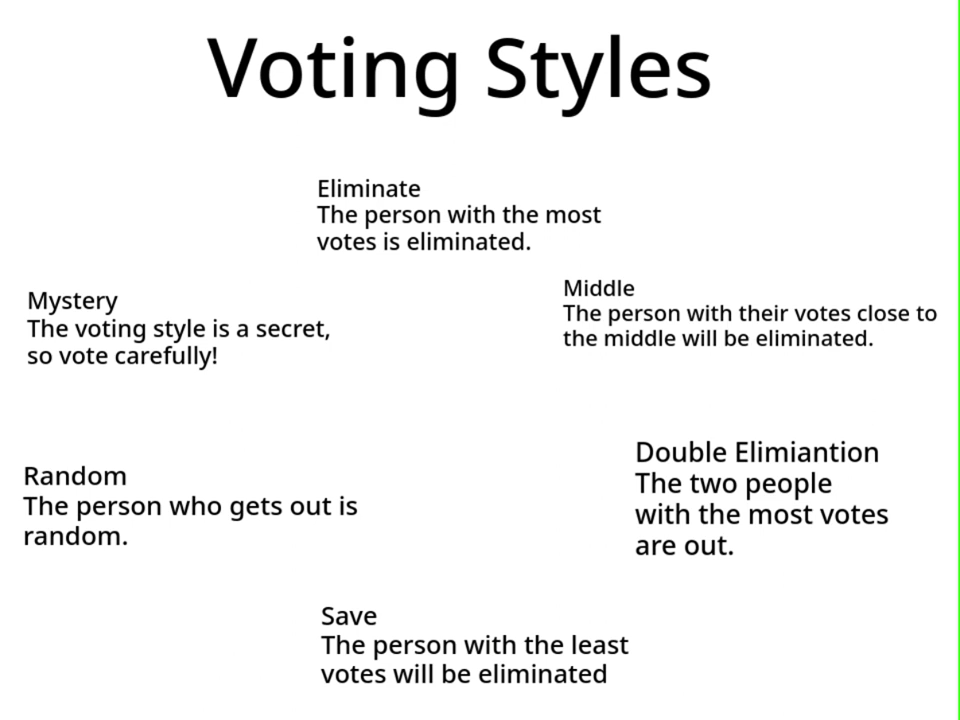 Voting Styles
Eliminate
The person with the most
votes is eliminated.
Mystery
The voting style is a secret,
so vote carefully!
Middle
The person with their votes close to
the middle will be eliminated.
Random
The person who gets out is
random.
Double Elimiantion
The two people
with the most votes
are out.
Save
The person with the least
votes will be eliminated